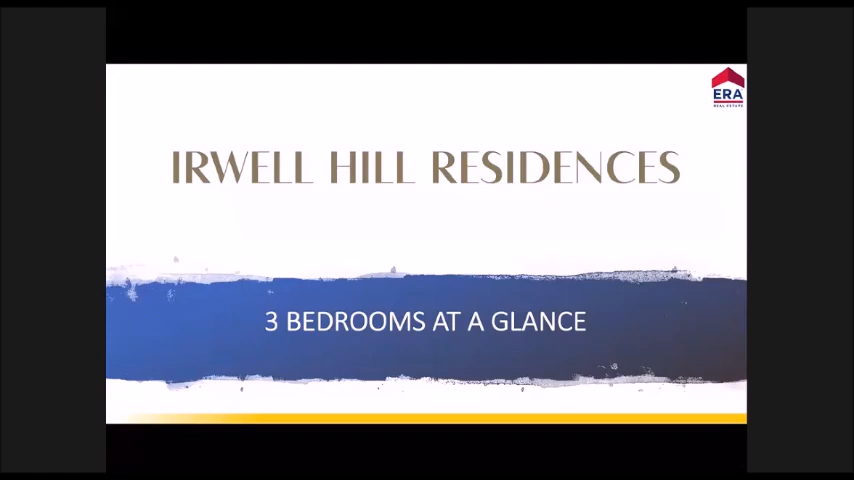 ERA
REAL ESTATE
IRWELL HILL RESIDENCES
3 BEDROOMS AT A GLANCE